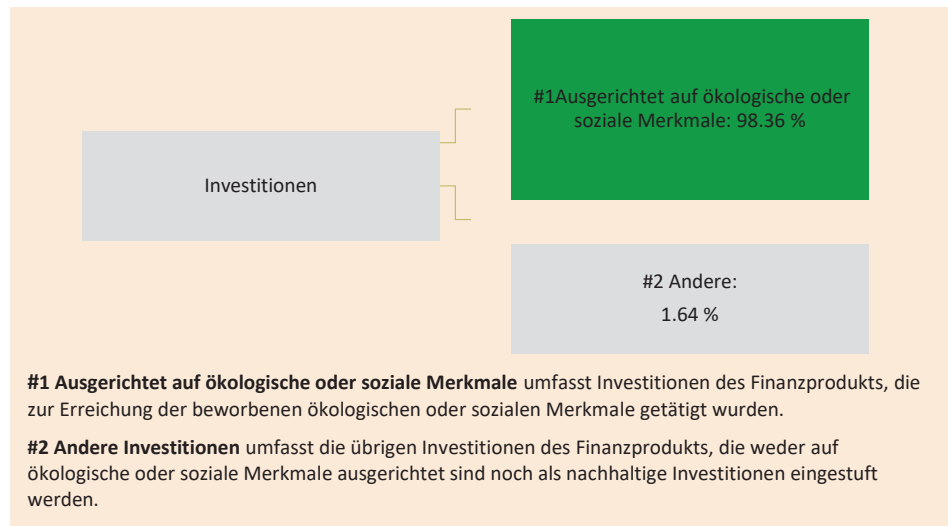 #1Ausgerichtet auf ökologische oder
soziale Merkmale: 98.36 %
Investitionen
#2 Andere:
1.64 %
#1 Ausgerichtet auf ökologische oder soziale Merkmale umfasst Investitionen des Finanzprodukts, die
zur Erreichung der beworbenen ökologischen oder sozialen Merkmale getätigt wurden.
#2 Andere Investitionen umfasst die übrigen Investitionen des Finanzprodukts, die weder auf
ökologische oder soziale Merkmale ausgerichtet sind noch als nachhaltige Investitionen eingestuft
werden.